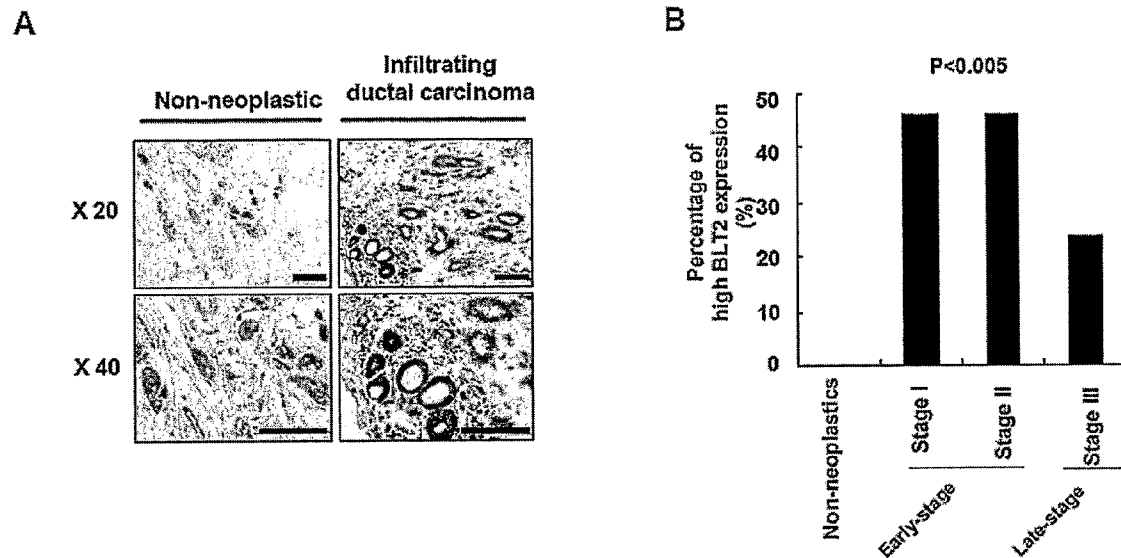 A
Non-neoplastic
Infiltrating
ductal carcinoma
X 20
X 40
B
P<0.005
Percentage of
high BLT2 expression
(%)
50
40
30
20
10
0
Non-neoplastics
Stage I
Stage II
Stage III
Early-stage
Late-stage